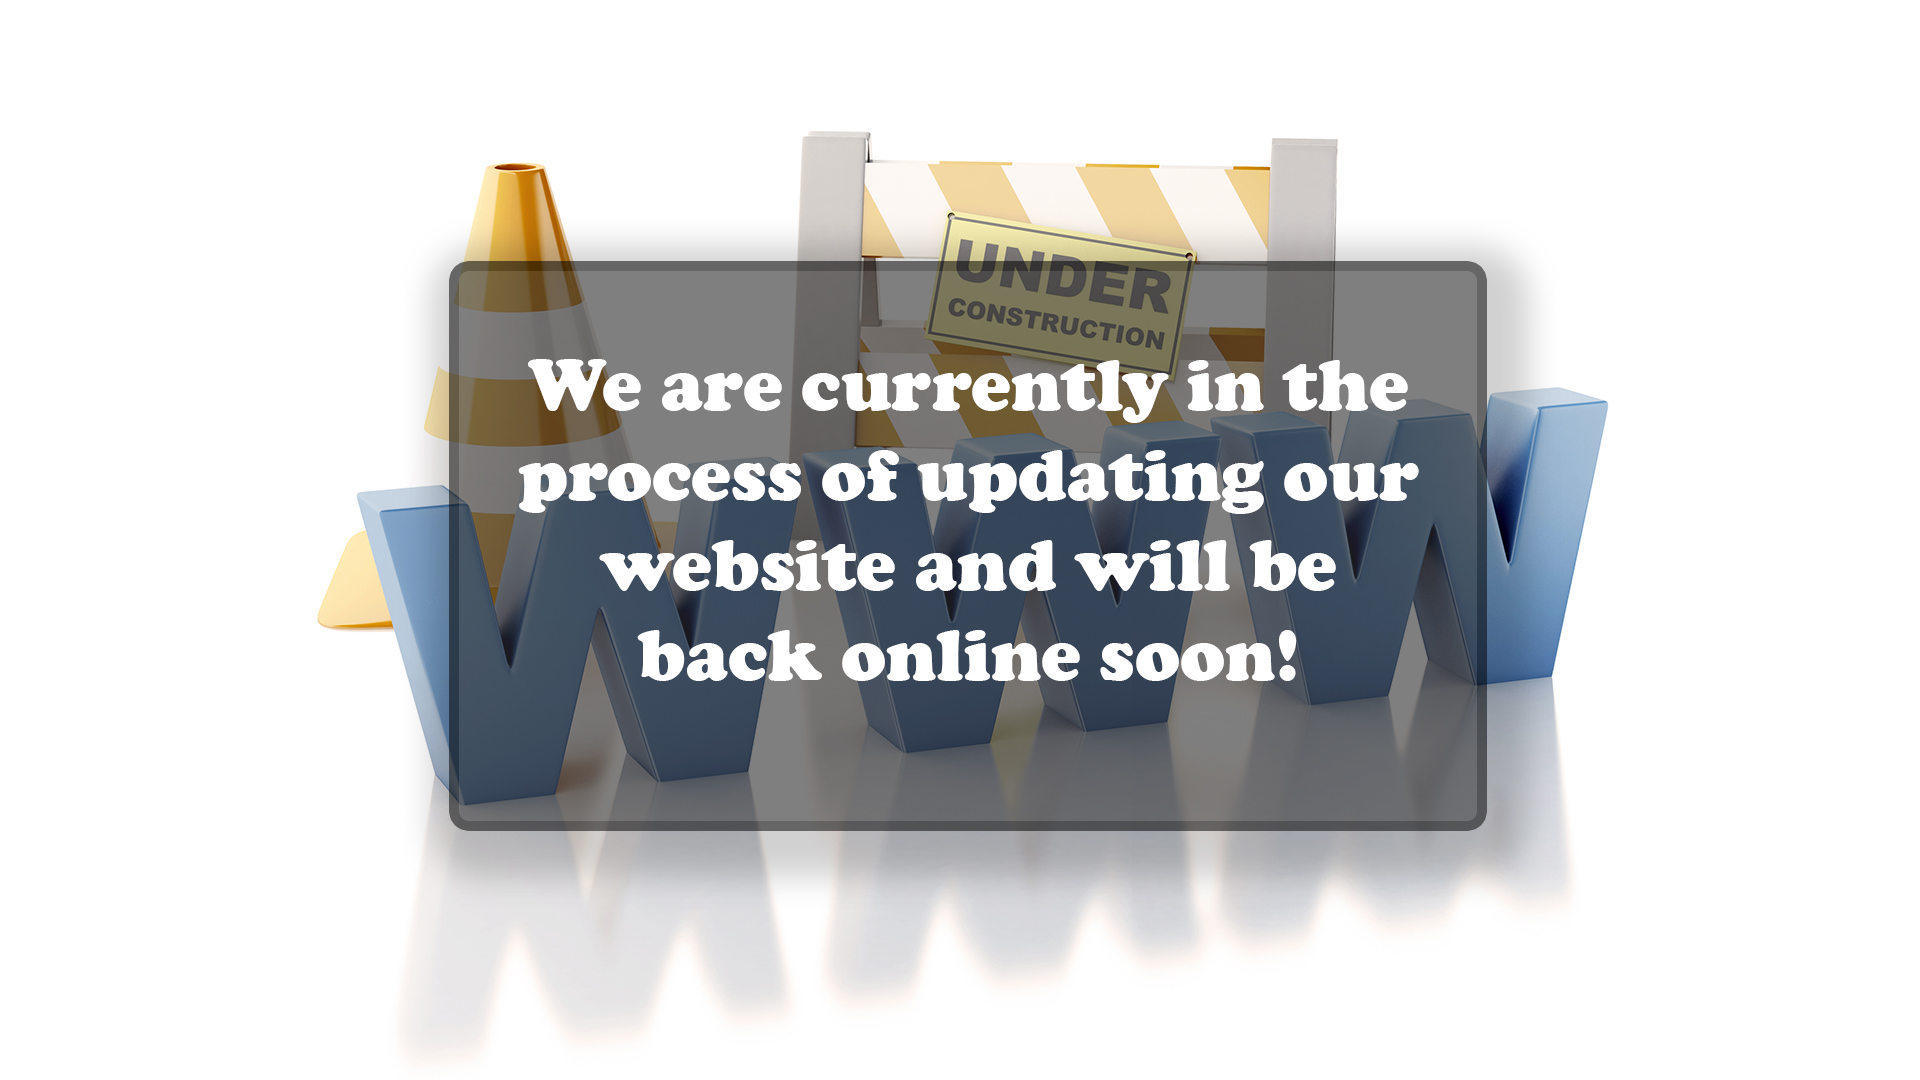 UNDER
CONSTRUCTION
We are currently in the
process of updating our
website and will be
back online soon!
WWW